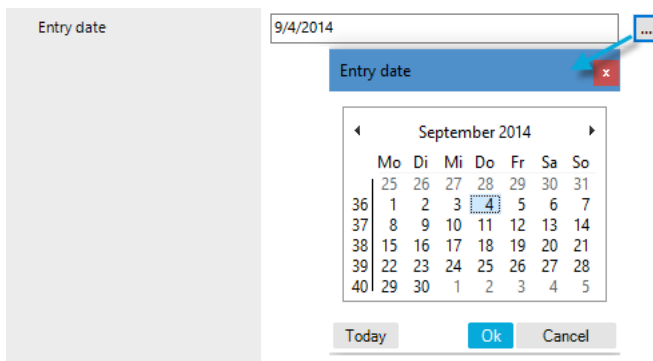 Entry date 9/4/2014 ...
Entry date x
September 2014
Mo Di Mi Do Fr Sa So
25 26 27 28 29 30 31
36 1 2 3 4 5 6 7
37 8 9 10 11 12 13 14
38 15 16 17 18 19 20 21
39 22 23 24 25 26 27 28
40 29 30 1 2 3 4 5
Today Ok Cancel